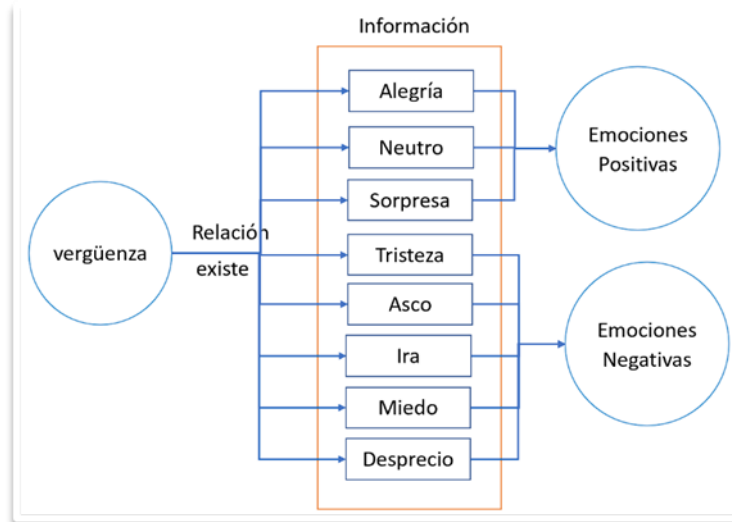 Información
vergüenza
Relación
existe
Alegría
Neutro
Sorpresa
Tristeza
Asco
Ira
Miedo
Desprecio
Emociones
Positivas
Emociones
Negativas